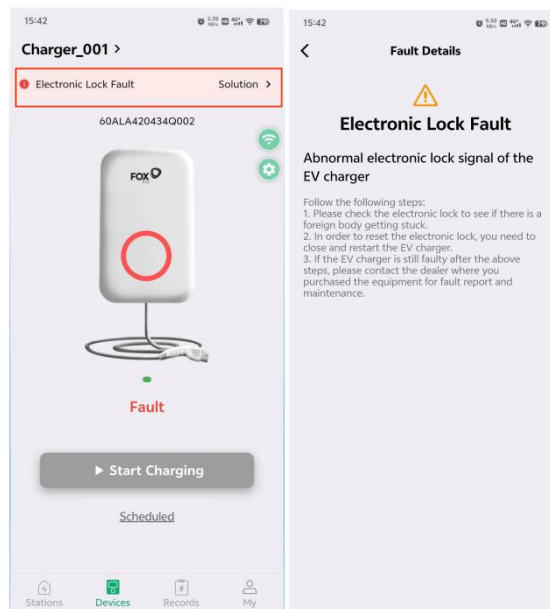 15:42
Charger_001 >
Electronic Lock Fault Solution >
60ALA420434Q002
FOX
Fault
Start Charging
Scheduled
Stations Devices Records My
15:42
Fault Details
Electronic Lock Fault
Abnormal electronic lock signal of the
EV charger
Follow the following steps:
1. Please check the electronic lock to see if there is a
foreign body getting stuck.
2. In order to reset the electronic lock, you need to
close and restart the EV charger.
3. If the EV charger is still faulty after the above
steps, please contact the dealer where you
purchased the equipment for fault report and
maintenance.